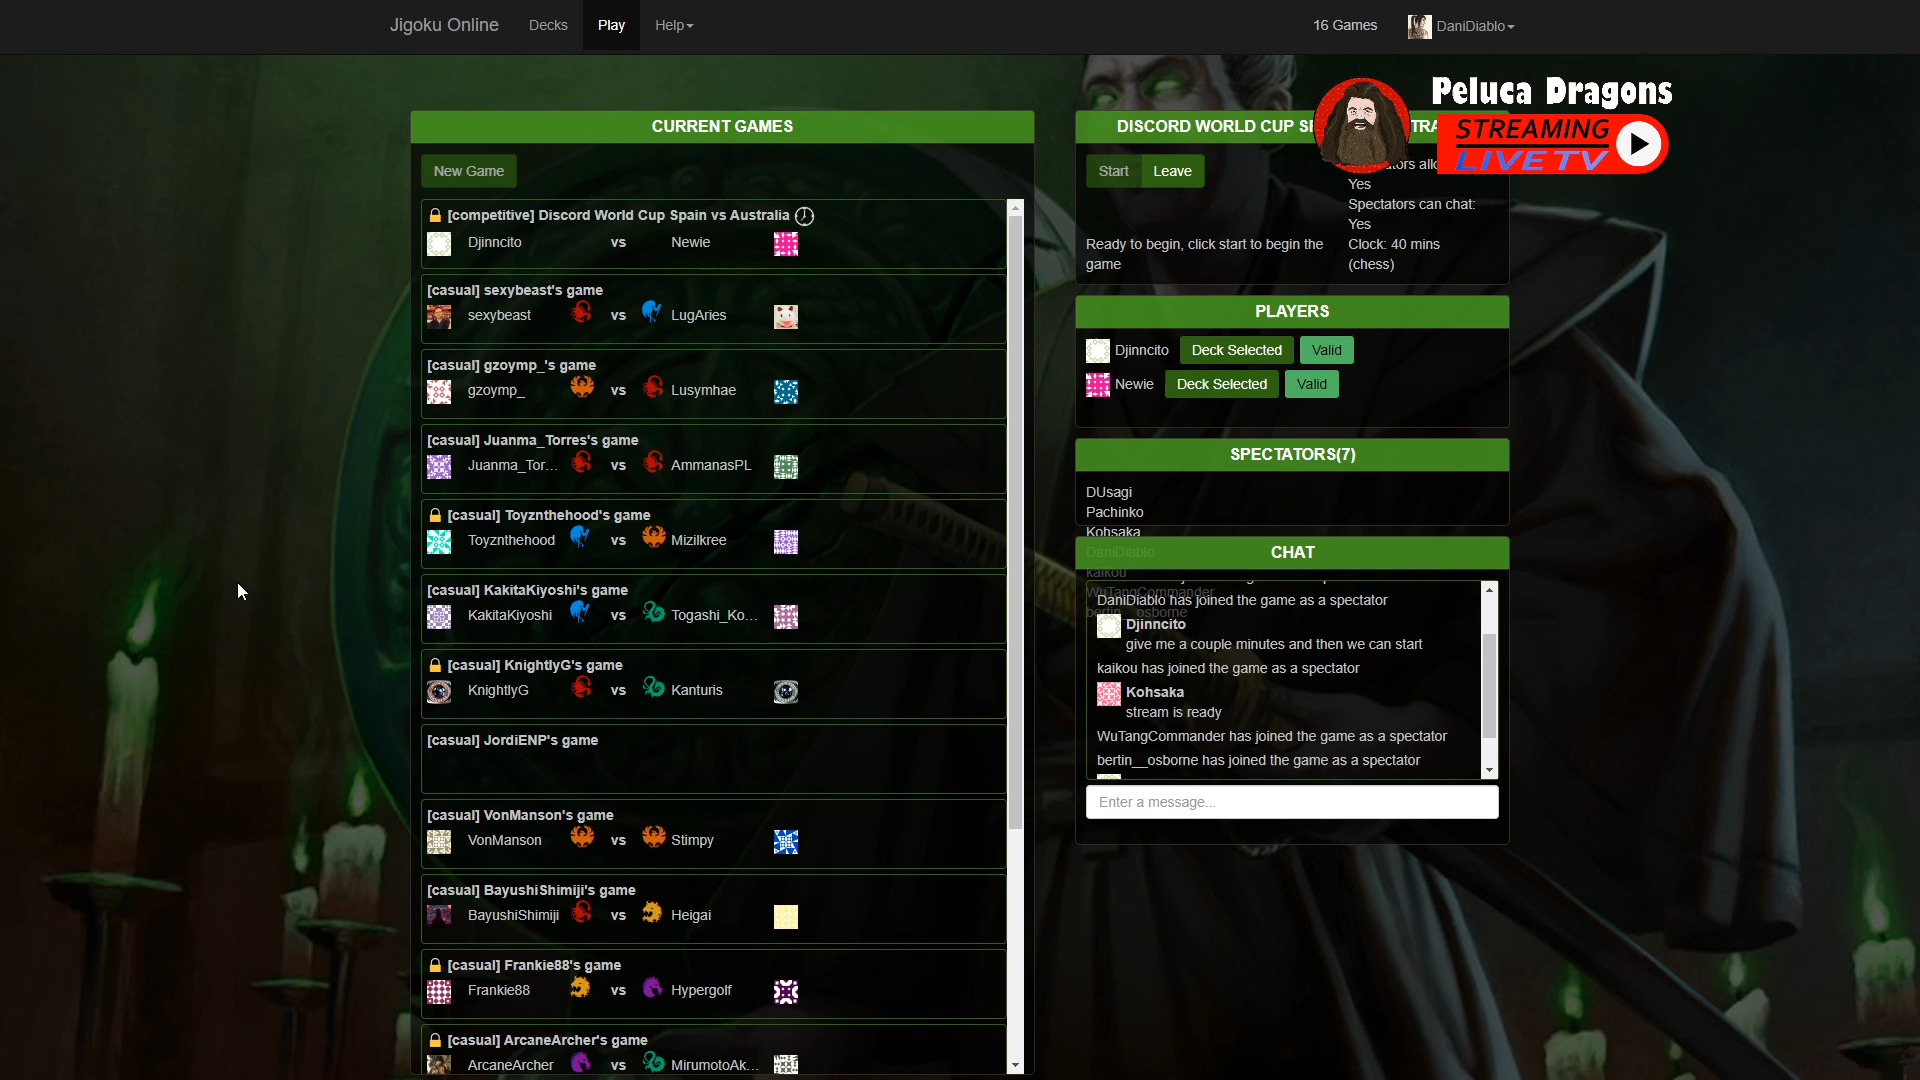 Jigoku Online Decks Play Help 16 Games DaniDiablo
Peluca Dragons
STREAMING
LIVE TV
CURRENT GAMES
New Game
[competitive] Discord World Cup Spain vs Australia
Djinncito vs Newie
[casual] sexybeast's game
sexybeast vs LugAries
[casual] gzoymp_'s game
gzoymp_ vs Lusymhae
[casual] Juanma_Torres's game
Juanma_Tor... vs AmmanasPL
[casual] Toyznthehood's game
Toyznthehood vs Mizilkree
[casual] KakitaKiyoshi's game
KakitaKiyoshi vs Togashi_Ko...
[casual] KnightlyG's game
KnightlyG vs Kanturis
[casual] JordiENP's game
[casual] VonManson's game
VonManson vs Stimpy
[casual] BayushiShimiji's game
BayushiShimiji vs Heigai
[casual] Frankie88's game
Frankie88 vs Hypergolf
[casual] ArcaneArcher's game
ArcaneArcher vs MirumotoAk...
DISCORD WORLD CUP
Start Leave
Yes
Spectators can chat:
Yes
Clock: 40 mins
(chess)
Ready to begin, click start to begin the
game
PLAYERS
Djinncito Deck Selected Valid
Newie Deck Selected Valid
SPECTATORS(7)
DUsagi
Pachinko
Kohsaka
DaniDiablo
kaikou
WuTangCommander
bertin__osborne
CHAT
DaniDiablo has joined the game as a spectator
Djinncito
give me a couple minutes and then we can start
kaikou has joined the game as a spectator
Kohsaka
stream is ready
WuTangCommander has joined the game as a spectator
bertin__osborne has joined the game as a spectator
Enter a message...